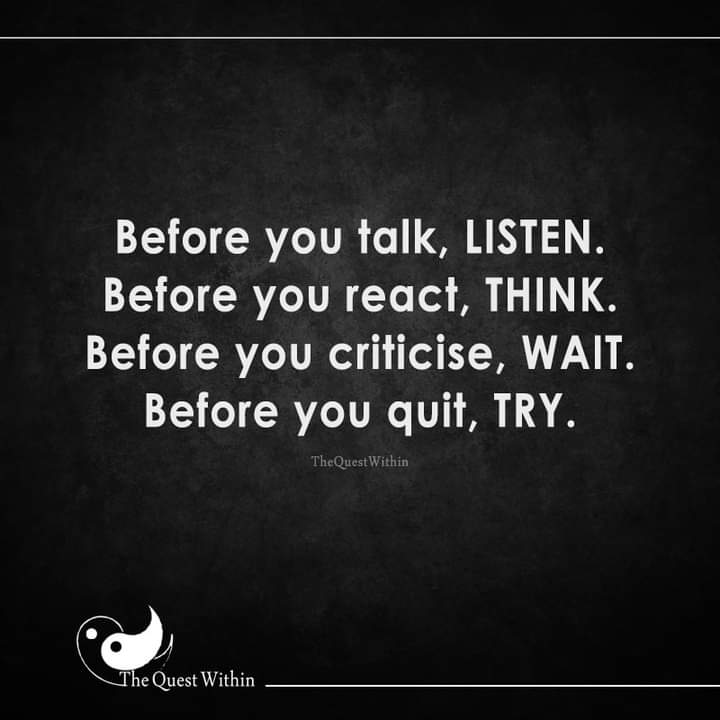 Before you talk, LISTEN.
Before you react, THINK.
Before you criticise, WAIT.
Before you quit, TRY.
TheQuestWithin
The Quest Within